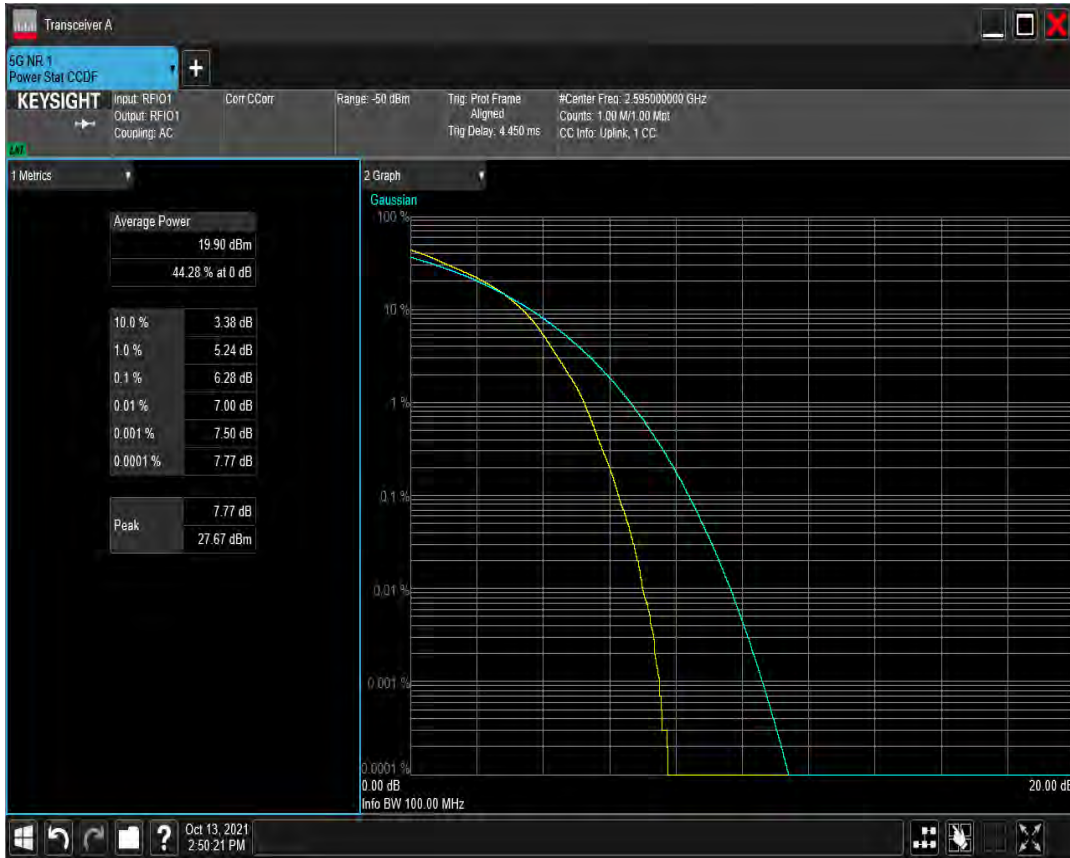 Transceiver A
5G NR 1
Power Stat CCDF
+
KEYSIGHT
Input: RFIO1
Output: RFIO1
Coupling: AC
Corr CCorr
Range: -50 dBm
Trig: Prot Frame
Aligned
Trig Delay: 4.450 ms
#Center Freq: 2.595000000 GHz
Counts: 1.00 M/1.00 Mpt
CC Info: Uplink, 1 CC
1 Metrics
Average Power
19.90 dBm
44.28 % at 0 dB
10.0 % 3.38 dB
1.0 % 5.24 dB
0.1 % 6.28 dB
0.01 % 7.00 dB
0.001 % 7.50 dB
0.0001 % 7.77 dB
Peak
7.77 dB
27.67 dBm
2 Graph
Gaussian
100 %
10 %
1 %
0.1 %
0.01 %
0.001 %
0.0001 %
0.00 dB
20.00 dB
Info BW 100.00 MHz
?
Oct 13, 2021
2:50:21 PM